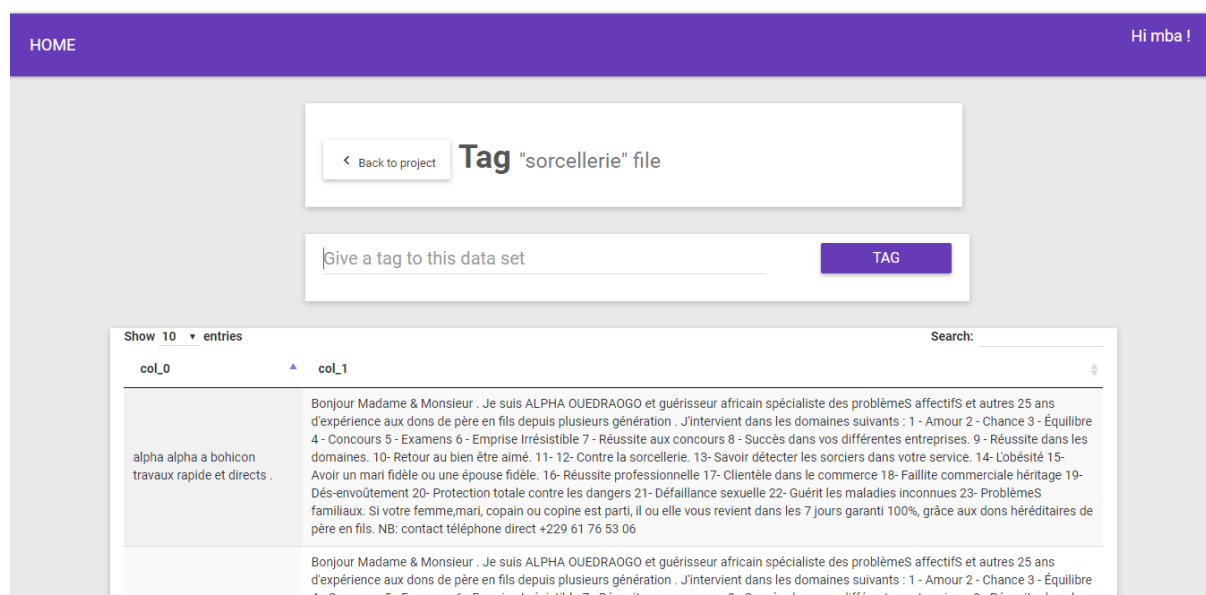 HOME
Hi mba !
Back to project
Tag "sorcellerie" file
Give a tag to this data set
TAG
Show 10 entries
Search:
col_0
col_1
alpha alpha a bohicon
travaux rapide et directs .
Bonjour Madame & Monsieur . Je suis ALPHA OUEDRAOGO et guérisseur africain spécialiste des problèmeS affectifS et autres 25 ans
d'expérience aux dons de père en fils depuis plusieurs génération . J'intervient dans les domaines suivants : 1 - Amour 2 - Chance 3 - Équilibre
4 - Concours 5 - Examens 6 - Emprise Irrésistible 7 - Réussite aux concours 8 - Succès dans vos différentes entreprises. 9 - Réussite dans les
domaines. 10- Retour au bien être aimé. 11- 12- Contre la sorcellerie. 13- Savoir détecter les sorciers dans votre service. 14- L'obésité 15-
Avoir un mari fidèle ou une épouse fidèle. 16- Réussite professionnelle 17- Clientèle dans le commerce 18- Faillite commerciale héritage 19-
Dés-envoûtement 20- Protection totale contre les dangers 21- Défaillance sexuelle 22- Guérit les maladies inconnues 23- ProblèmeS
familiaux. Si votre femme,mari, copain ou copine est parti, il ou elle vous revient dans les 7 jours garanti 100%, grâce aux dons héréditaires de
père en fils. NB: contact téléphone direct +229 61 76 53 06
Bonjour Madame & Monsieur . Je suis ALPHA OUEDRAOGO et guérisseur africain spécialiste des problèmeS affectifS et autres 25 ans
d'expérience aux dons de père en fils depuis plusieurs génération . J'intervient dans les domaines suivants : 1 - Amour 2 - Chance 3 - Équilibre